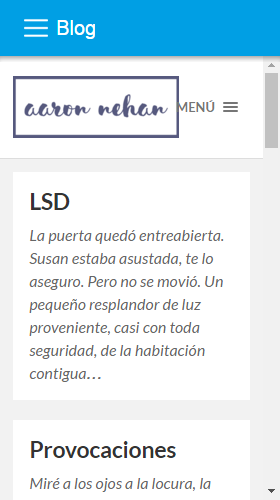 Blog
aaron nehan
MENÚ
LSD
La puerta quedó entreabierta.
Susan estaba asustada, te lo
aseguro. Pero no se movió. Un
pequeño resplandor de luz
proveniente, casi con toda
seguridad, de la habitación
contigua…
Provocaciones
Miré a los ojos a la locura, la